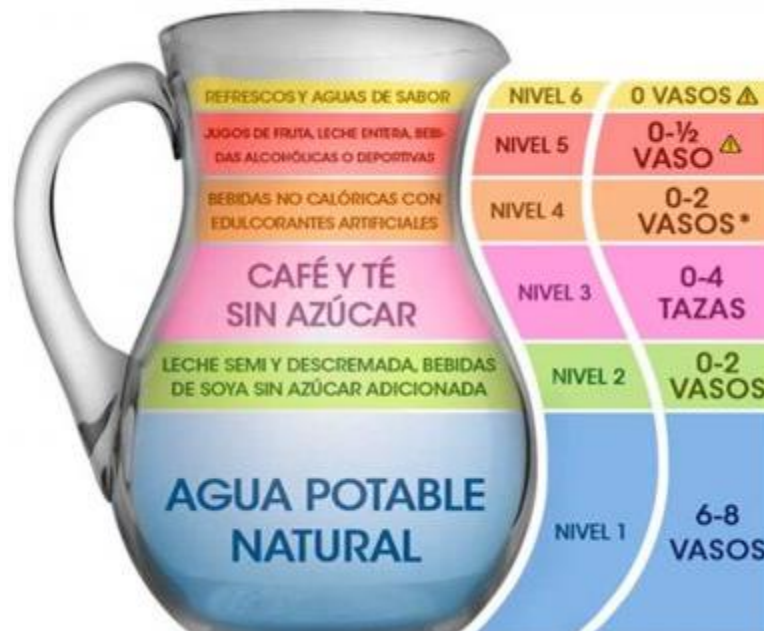 REFRESCOS Y AGUAS DE SABOR
NIVEL 6
0 VASOS
JUGOS DE FRUTA, LECHE ENTERA, BEBI-
DAS ALCOHÓLICAS O DEPORTIVAS
NIVEL 5
0-½
VASO
BEBIDAS NO CALÓRICAS CON
EDULCORANTES ARTIFICIALES
NIVEL 4
0-2
VASOS*
CAFÉ Y TÉ
SIN AZÚCAR
NIVEL 3
0-4
TAZAS
LECHE SEMI Y DESCREMADA, BEBIDAS
DE SOYA SIN AZÚCAR ADICIONADA
NIVEL 2
0-2
VASOS
AGUA POTABLE
NATURAL
NIVEL 1
6-8
VASOS